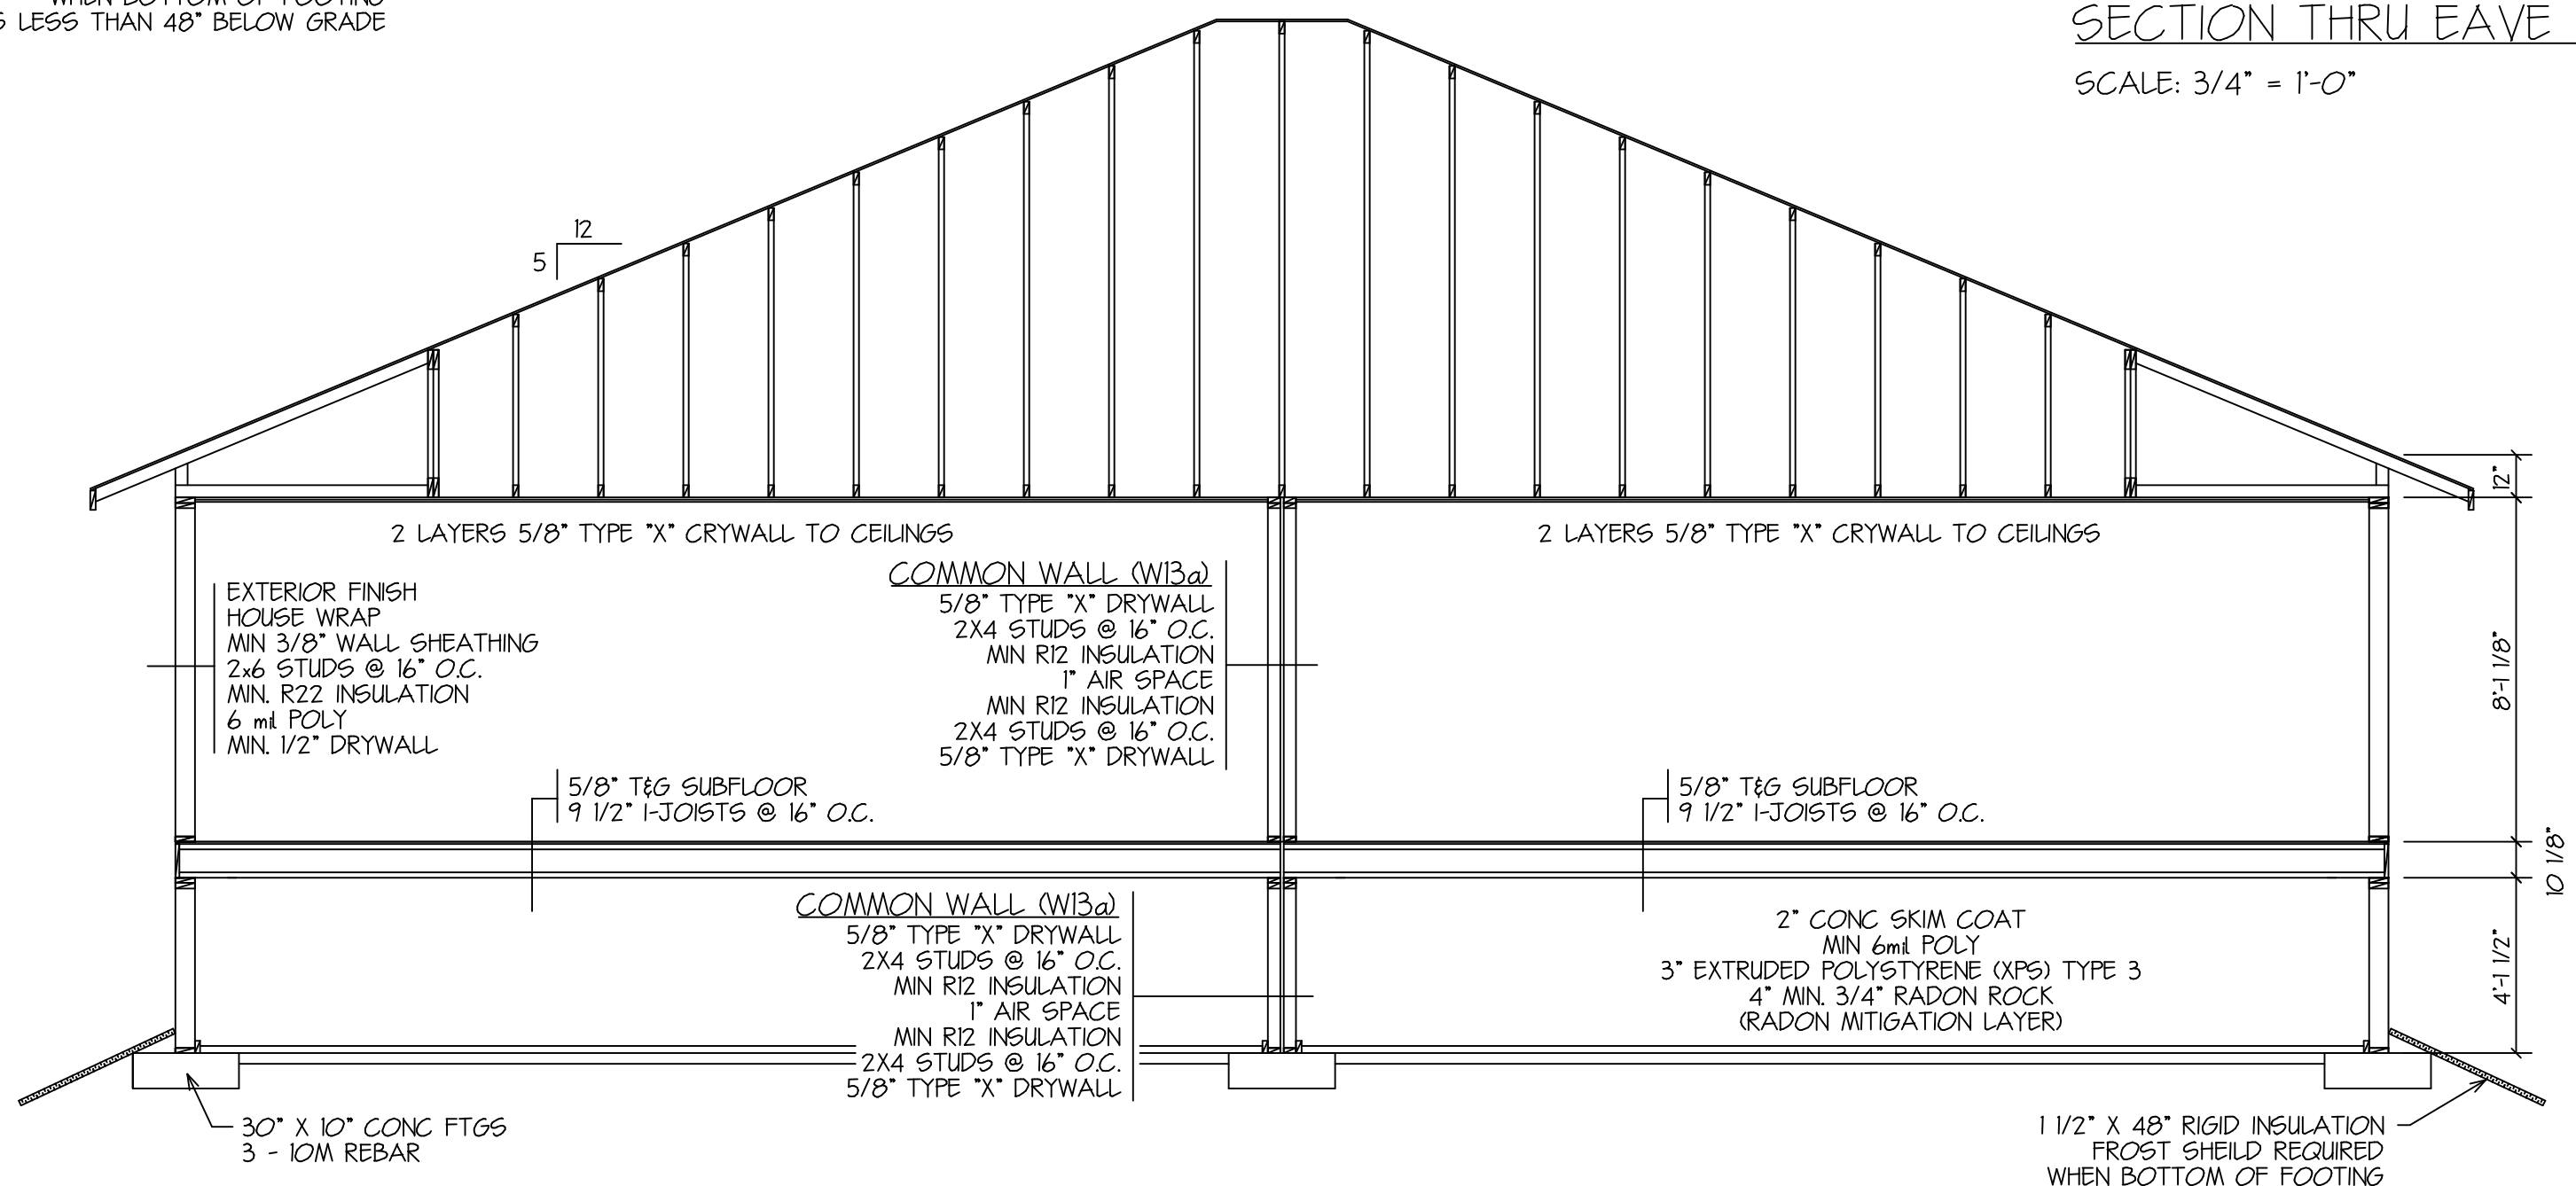 WHEN BOTTOM OF FOOTING
LESS THAN 48" BELOW GRADE
SECTION THRU EAVE
SCALE: 3/4" = 1'-0"
12
5
12"
2 LAYERS 5/8" TYPE "X" CRYWALL TO CEILINGS
2 LAYERS 5/8" TYPE "X" CRYWALL TO CEILINGS
EXTERIOR FINISH
HOUSE WRAP
MIN 3/8" WALL SHEATHING
2x6 STUDS @ 16" O.C.
MIN. R22 INSULATION
6 mil POLY
MIN. 1/2" DRYWALL
COMMON WALL (W13a)
5/8" TYPE "X" DRYWALL
2X4 STUDS @ 16" O.C.
MIN R12 INSULATION
1" AIR SPACE
MIN R12 INSULATION
2X4 STUDS @ 16" O.C.
5/8" TYPE "X" DRYWALL
8'-1 1/8"
5/8" T&G SUBFLOOR
9 1/2" I-JOISTS @ 16" O.C.
5/8" T&G SUBFLOOR
9 1/2" I-JOISTS @ 16" O.C.
10 1/8"
COMMON WALL (W13a)
5/8" TYPE "X" DRYWALL
2X4 STUDS @ 16" O.C.
MIN R12 INSULATION
1" AIR SPACE
MIN R12 INSULATION
2X4 STUDS @ 16" O.C.
5/8" TYPE "X" DRYWALL
2" CONC SKIM COAT
MIN 6mil POLY
3" EXTRUDED POLYSTYRENE (XPS) TYPE 3
4" MIN. 3/4" RADON ROCK
(RADON MITIGATION LAYER)
4'-1 1/2"
30" X 10" CONC FTGS
3 - 10M REBAR
1 1/2" X 48" RIGID INSULATION
FROST SHEILD REQUIRED
WHEN BOTTOM OF FOOTING